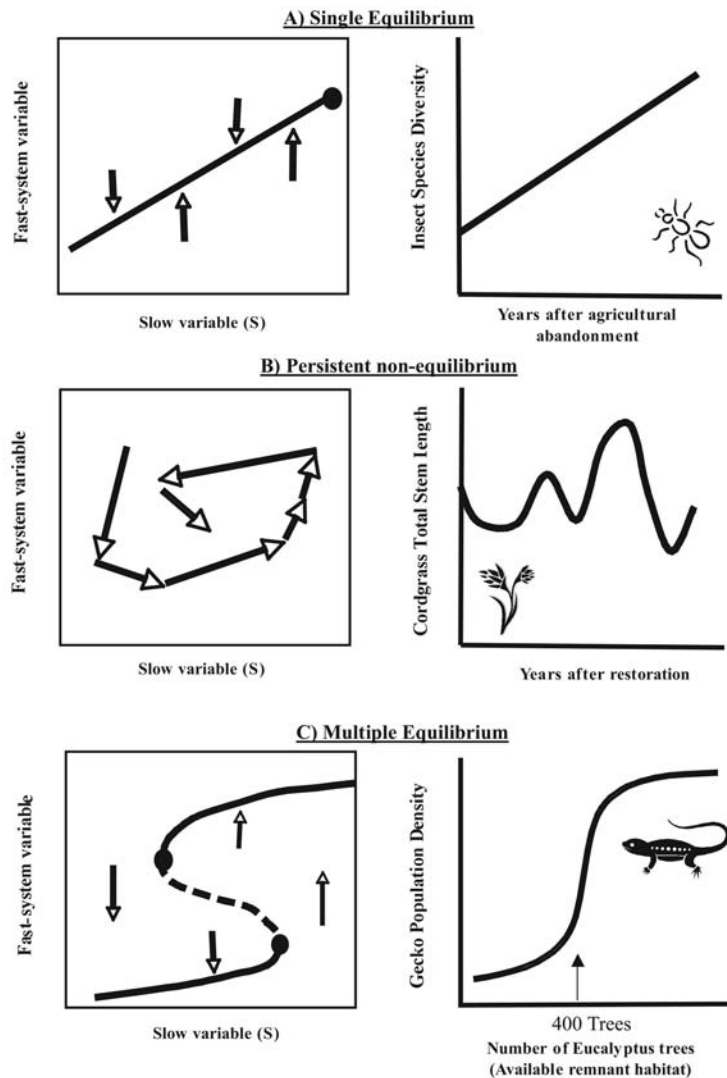 A) Single Equilibrium
Fast-system variable
Slow variable (S)
Insect Species Diversity
Years after agricultural
abandonment
B) Persistent non-equilibrium
Fast-system variable
Slow variable (S)
Cordgrass Total Stem Length
Years after restoration
C) Multiple Equilibrium
Fast-system variable
Slow variable (S)
Gecko Population Density
400 Trees
Number of Eucalyptus trees
(Available remnant habitat)